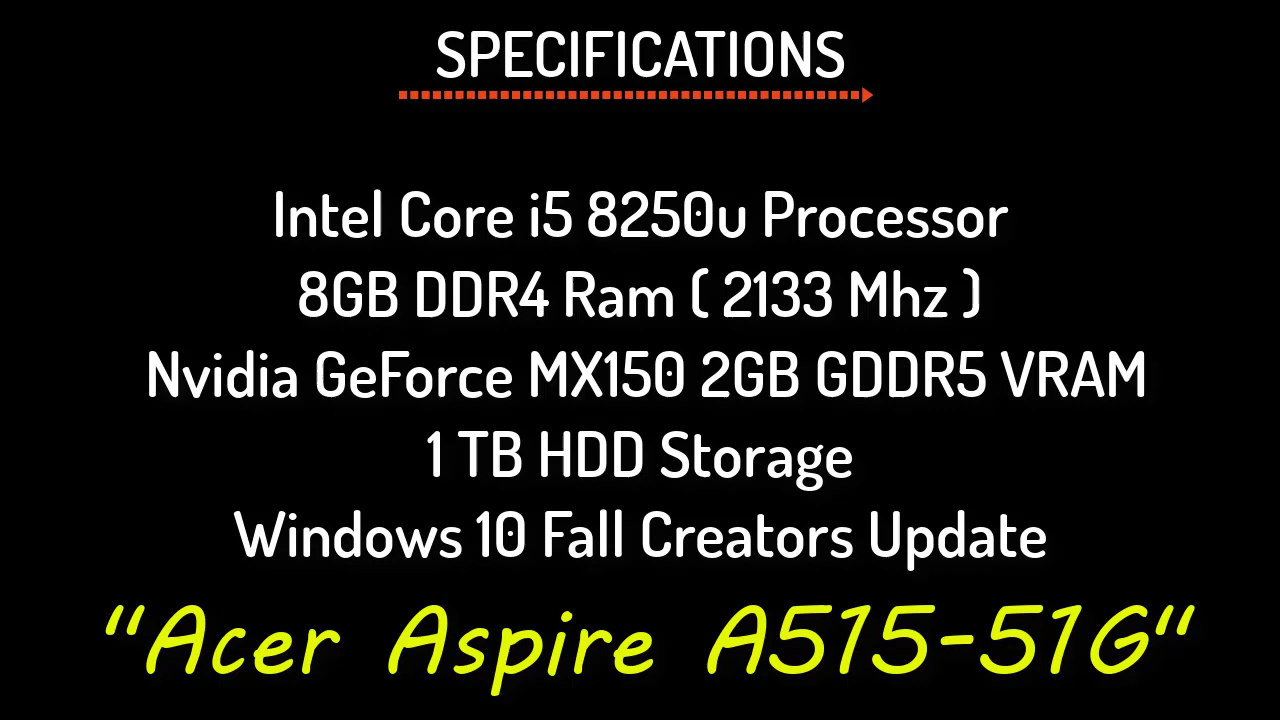 SPECIFICATIONS
Intel Core i5 8250u Processor
8GB DDR4 Ram ( 2133 Mhz )
Nvidia GeForce MX150 2GB GDDR5 VRAM
1 TB HDD Storage
Windows 10 Fall Creators Update
"Acer Aspire A515-51G"